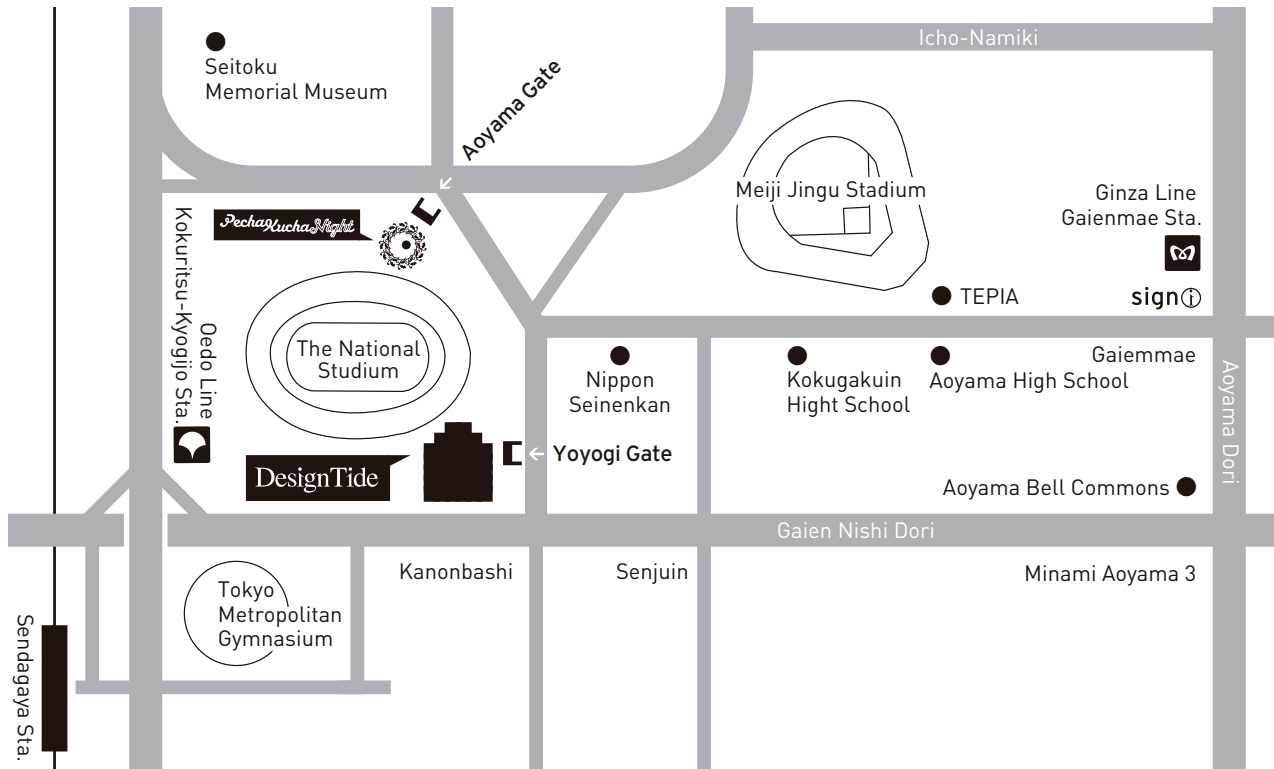 Icho-Namiki
Seitoku
Memorial Museum
Aoyama Gate
Meiji Jingu Stadium
Ginza Line
Gaienmae Sta.
PechaKuchaNight
Kokuritsu-Kyogijo Sta.
Oedo Line
TEPIA
sign i
The National
Studium
Nippon
Seinenkan
Kokugakuin
Hight School
Aoyama High School
Gaiemmae
Aoyama Dori
DesignTide
Yoyogi Gate
Aoyama Bell Commons
Gaien Nishi Dori
Kanonbashi
Senjuin
Minami Aoyama 3
Tokyo
Metropolitan
Gymnasium
Sendagaya Sta.